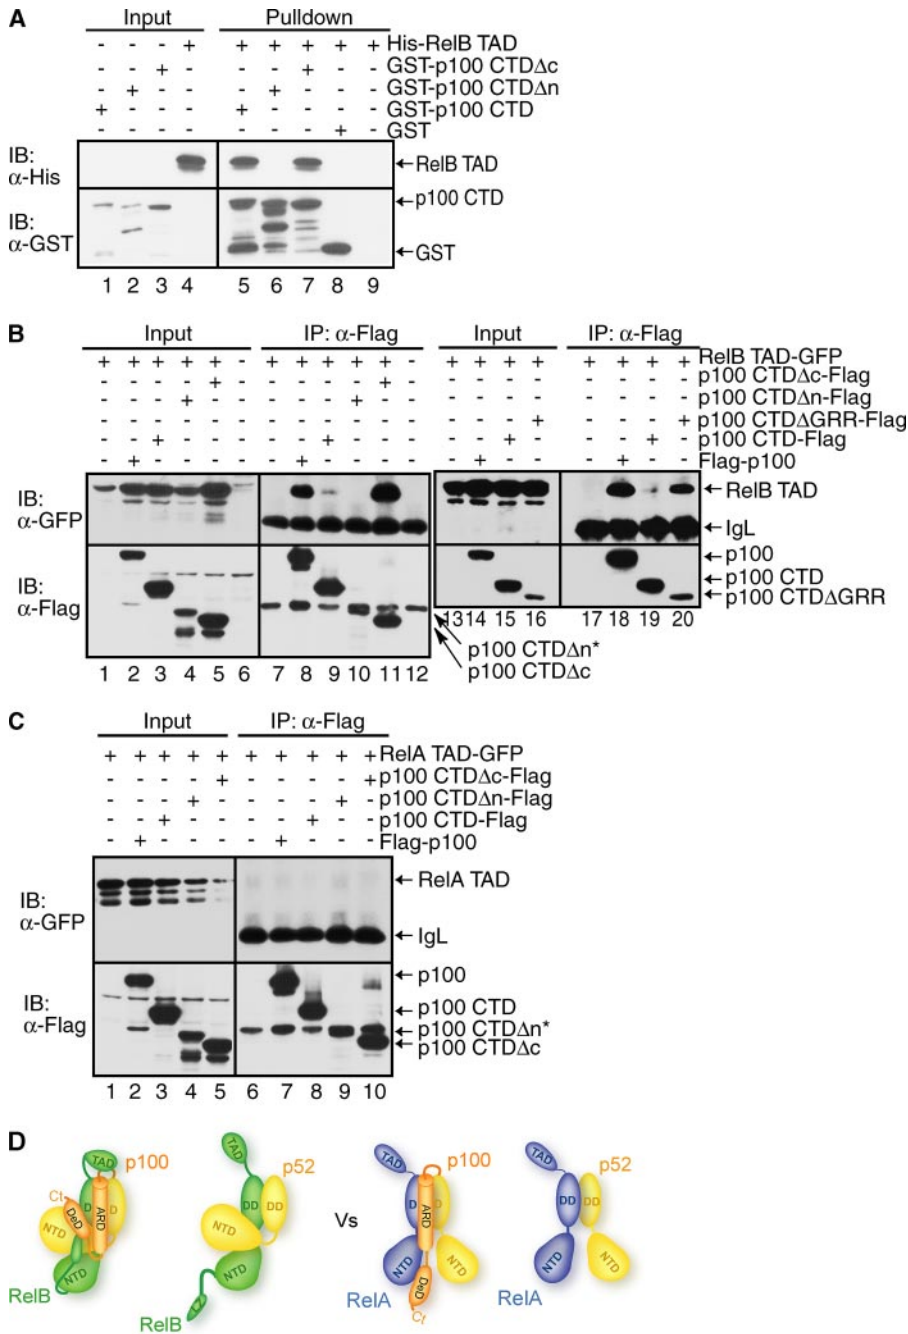 A
Input Pulldown
- - - + + + + + + His-RelB TAD
- - + - - - + - - GST-p100 CTDΔc
- + - - - + - - - GST-p100 CTDΔn
+ - - - + - - - - GST-p100 CTD
- - - - - - - + - GST
IB:
α-His
←RelB TAD
←p100 CTD
IB:
α-GST
←GST
1 2 3 4 5 6 7 8 9
B
Input IP: α-Flag Input IP: α-Flag
+ + + + + - + + + + + - + + + + + + + + RelB TAD-GFP
p100 CTDΔc-Flag
p100 CTDΔn-Flag
p100 CTDΔGRR-Flag
p100 CTD-Flag
Flag-p100
IB:
α-GFP
←RelB TAD
←IgL
IB:
α-Flag
←p100
←p100 CTD
←p100 CTDΔGRR
1 2 3 4 5 6 7 8 9 10 11 12
13 14 15 16 17 18 19 20
p100 CTDΔn*
p100 CTDΔc
C
Input IP: α-Flag
+ + + + + + + + + + RelA TAD-GFP
- - - - + - - - - + p100 CTDΔc-Flag
- - - + - - - - + - p100 CTDΔn-Flag
- - + - - - - + - - p100 CTD-Flag
- + - - - - + - - - Flag-p100
IB:
α-GFP
←RelA TAD
←IgL
IB:
α-Flag
←p100
←p100 CTD
←p100 CTDΔn*
←p100 CTDΔc
1 2 3 4 5 6 7 8 9 10
D
TAD
p100
Ct
DeD
D
ARD
D
NTD
NTD
RelB
TAD
p52
DD
DD
NTD
NTD
LZ
RelB
Vs
TAD
p100
D
ARD
NTD
NTD
DeD
Ct
RelA
TAD
p52
DD
DD
NTD
NTD
RelA